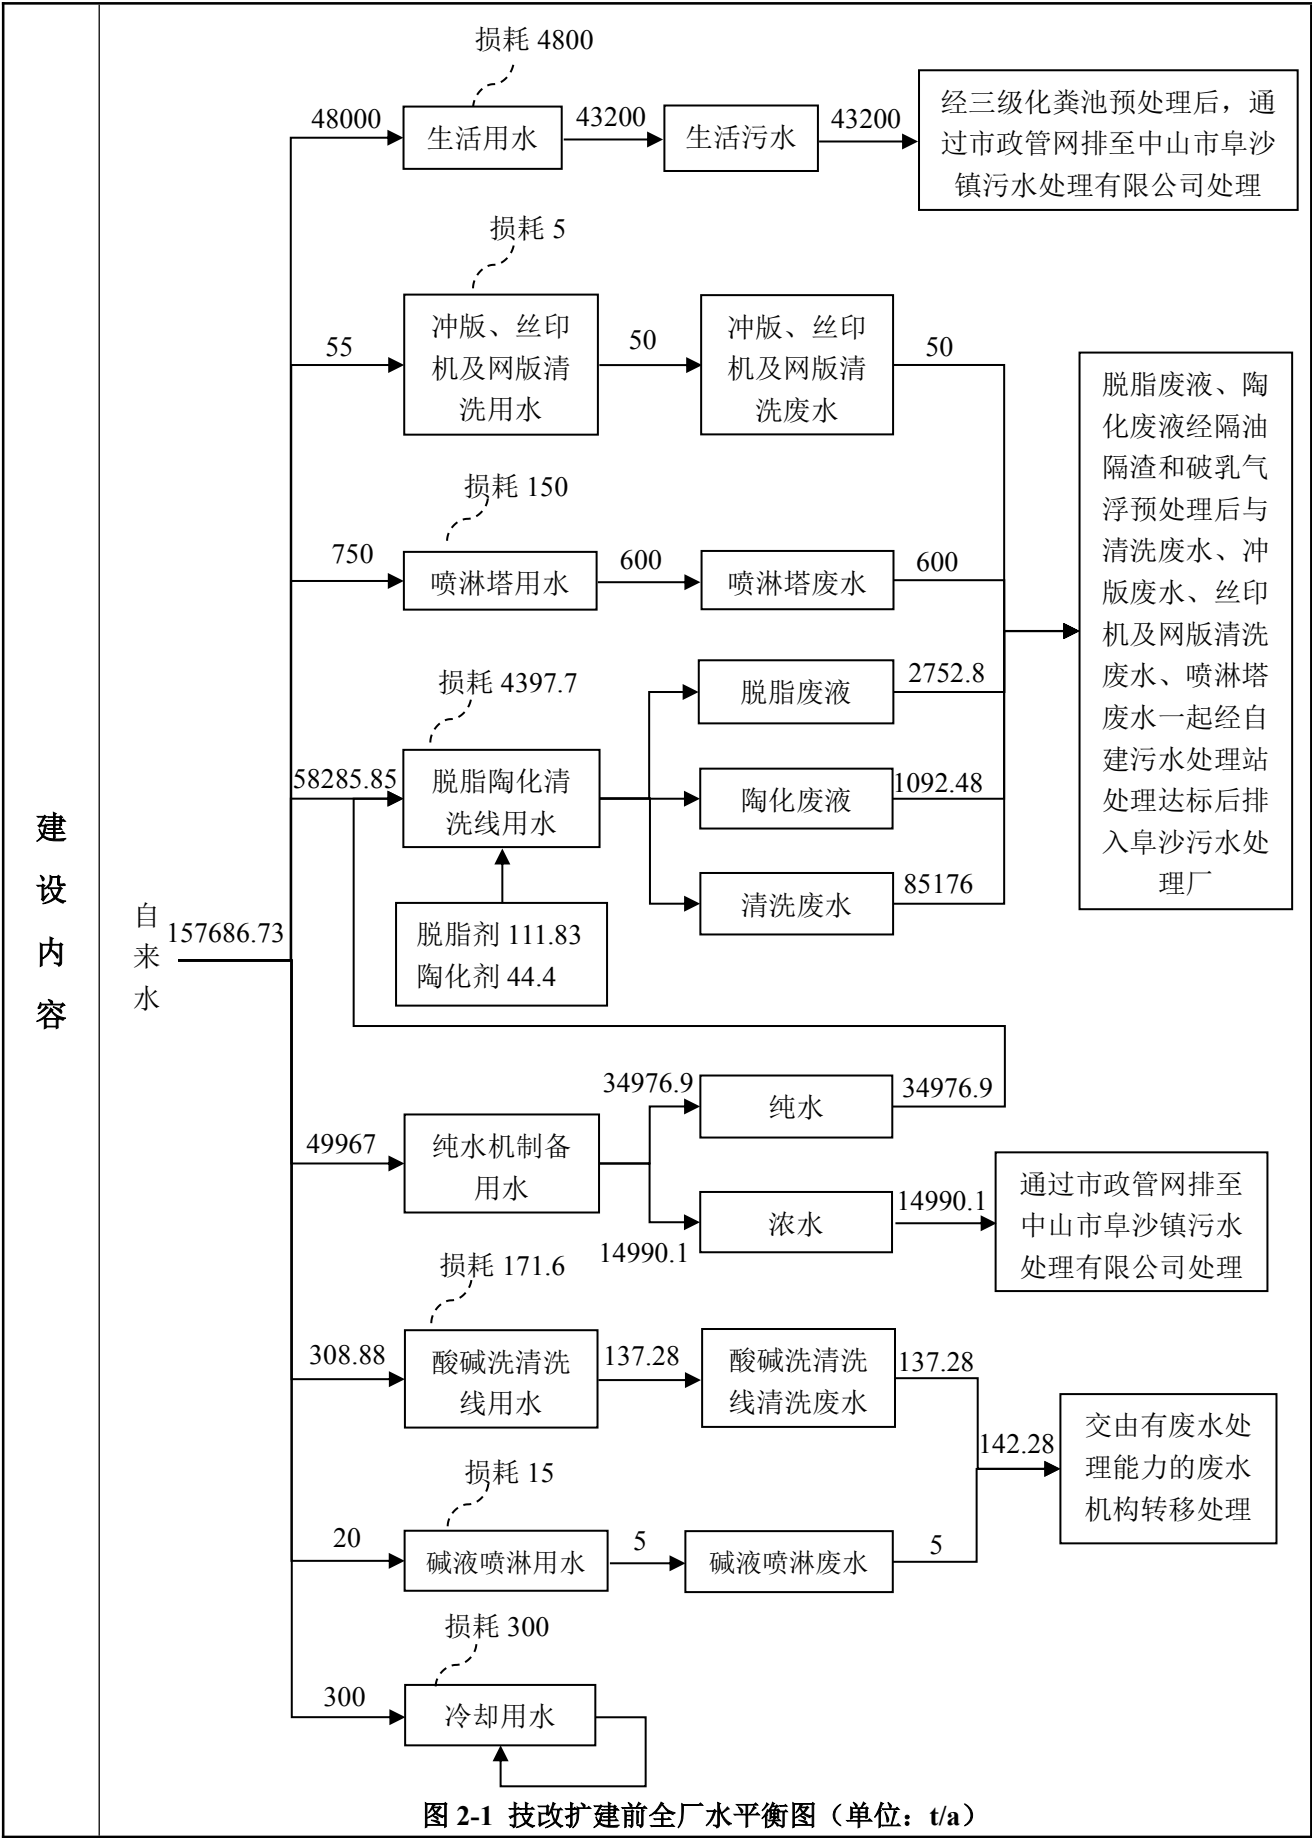 建
设
内
容
自
来
水
157686.73
损耗 4800
48000
生活用水
43200
生活污水
43200
经三级化粪池预处理后，通
过市政管网排至中山市阜沙
镇污水处理有限公司处理
损耗 5
55
冲版、丝印
机及网版清
洗用水
50
冲版、丝印
机及网版清
洗废水
50
损耗 150
750
喷淋塔用水
600
喷淋塔废水
600
损耗 4397.7
58285.85
脱脂陶化清
洗线用水
脱脂剂 111.83
陶化剂 44.4
脱脂废液
2752.8
陶化废液
1092.48
清洗废水
85176
脱脂废液、陶
化废液经隔油
隔渣和破乳气
浮预处理后与
清洗废水、冲
版废水、丝印
机及网版清洗
废水、喷淋塔
废水一起经自
建污水处理站
处理达标后排
入阜沙污水处
理厂
49967
纯水机制备
用水
34976.9
纯水
34976.9
14990.1
浓水
14990.1
通过市政管网排至
中山市阜沙镇污水
处理有限公司处理
损耗 171.6
308.88
酸碱洗清洗
线用水
137.28
酸碱洗清洗
线清洗废水
137.28
损耗 15
20
碱液喷淋用水
5
碱液喷淋废水
5
142.28
交由有废水处
理能力的废水
机构转移处理
损耗 300
300
冷却用水
图 2-1 技改扩建前全厂水平衡图（单位：t/a）